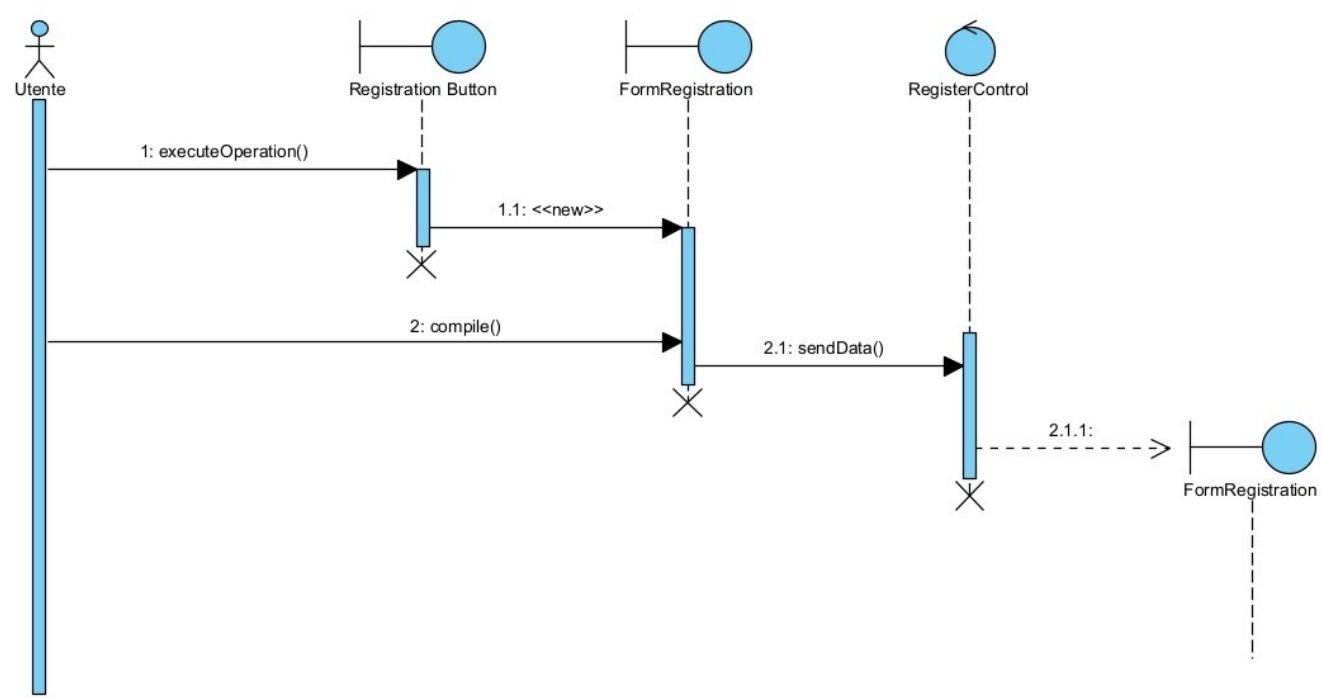 Utente
Registration Button
FormRegistration
RegisterControl
1: executeOperation()
1.1: <<new>>
2: compile()
2.1: sendData()
2.1.1:
FormRegistration